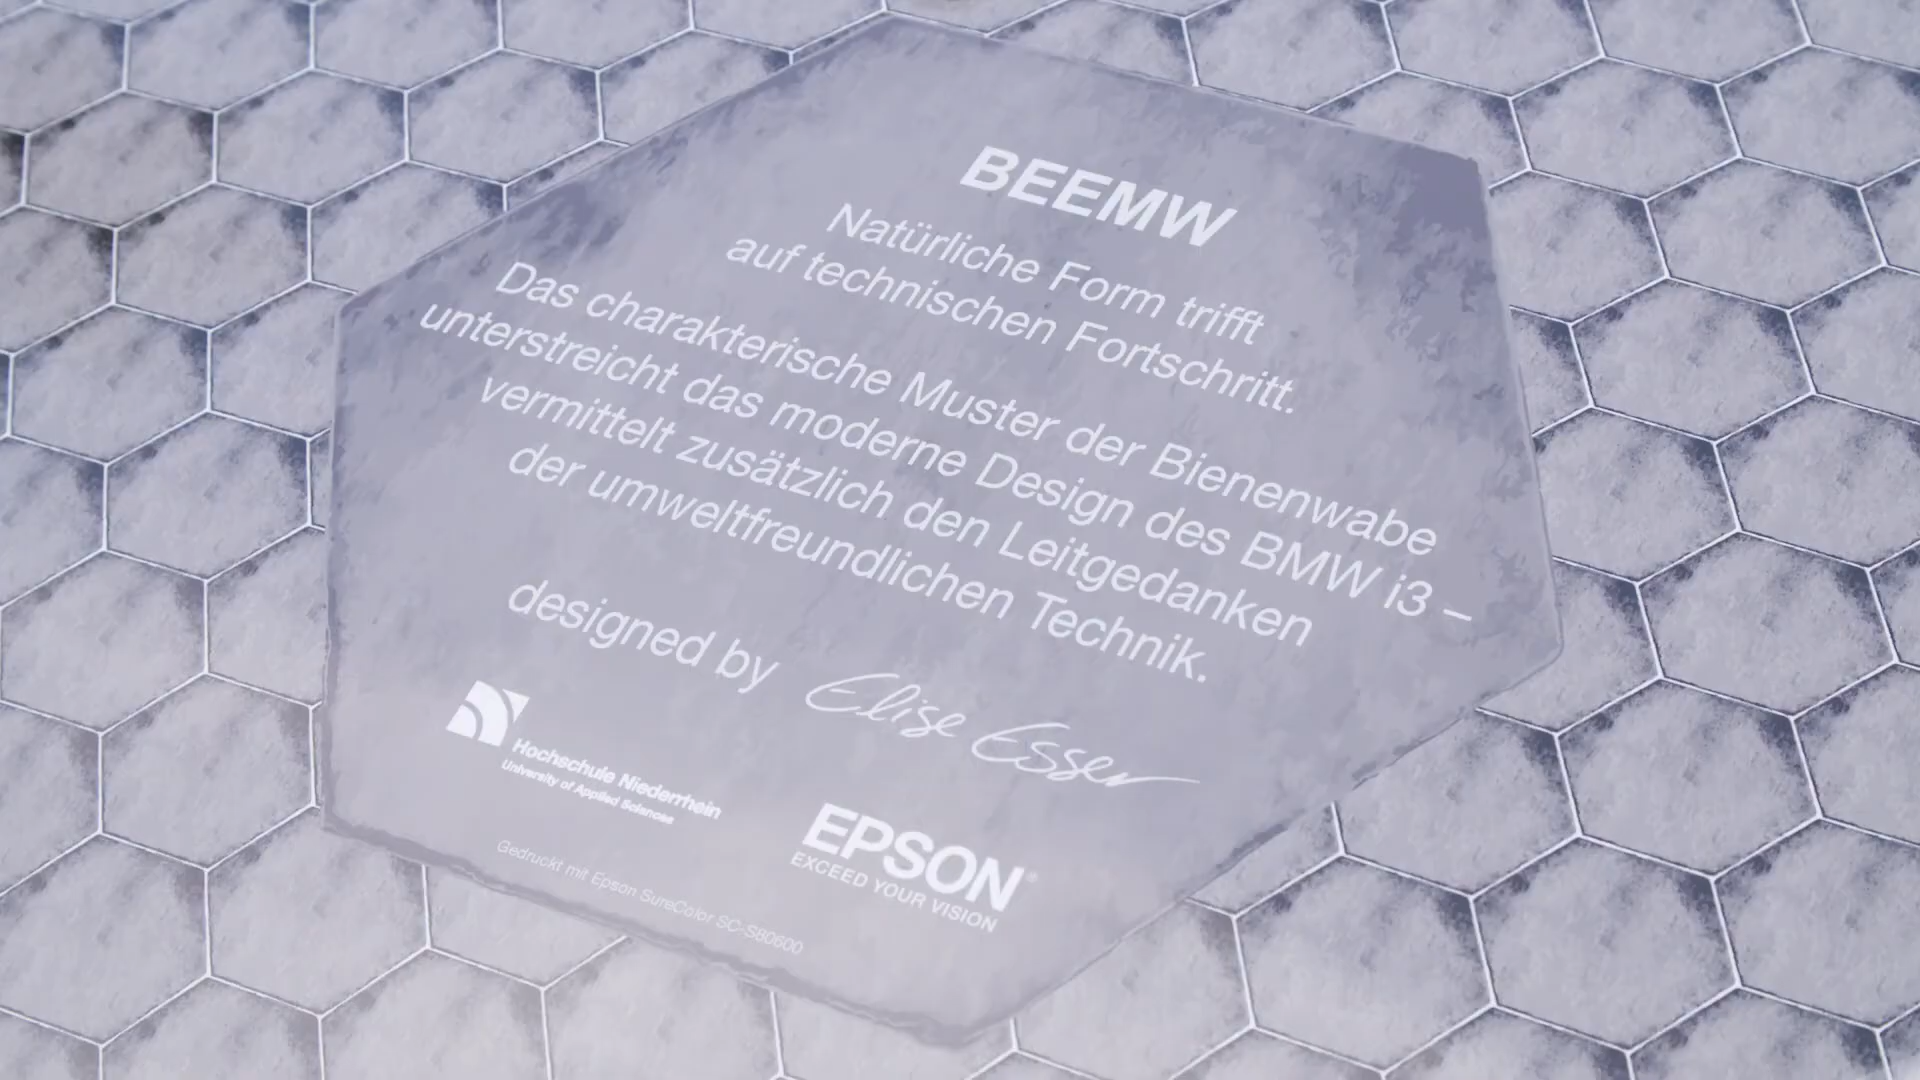 BEEMW
Natürliche Form trifft
auf technischen Fortschritt.
Das charakterische Muster der Bienenwabe
unterstreicht das moderne Design des BMW i3 –
vermittelt zusätzlich den Leitgedanken
der umweltfreundlichen Technik.
designed by Elise Esser
Hochschule Niederrhein
University of Applied Sciences
EPSON®
EXCEED YOUR VISION
Gedruckt mit Epson SureColor SC-S80600